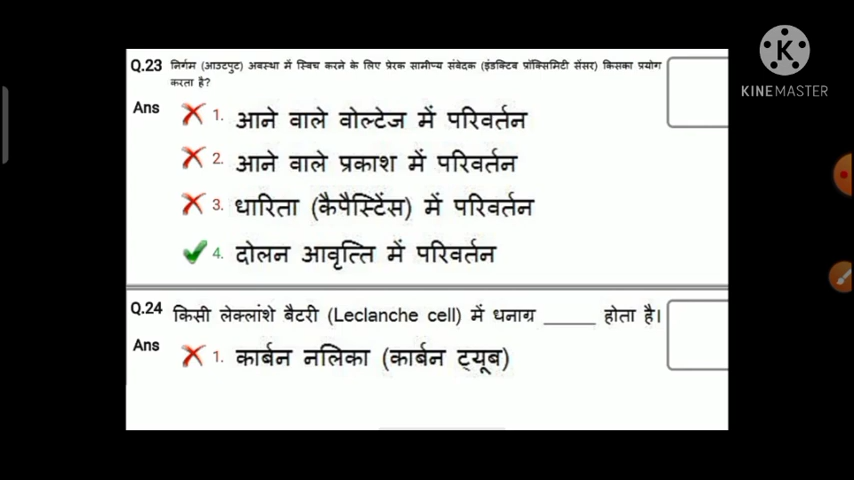 Q.23 निर्गम (आउटपुट) अवस्था में स्विच करने के लिए प्रेरक सामीप्य संवेदक (इंडक्टिव प्रॉक्सिमिटी सेंसर) किसका प्रयोग
करता है?
Ans 1. आने वाले वोल्टेज में परिवर्तन
2. आने वाले प्रकाश में परिवर्तन
3. धारिता (कैपैस्टिेंस) में परिवर्तन
4. दोलन आवृत्ति में परिवर्तन
Q.24 किसी लेक्लांशे बैटरी (Leclanche cell) में धनाग्र ______ होता है।
Ans 1. कार्बन नलिका (कार्बन ट्यूब)
K
KINEMASTER